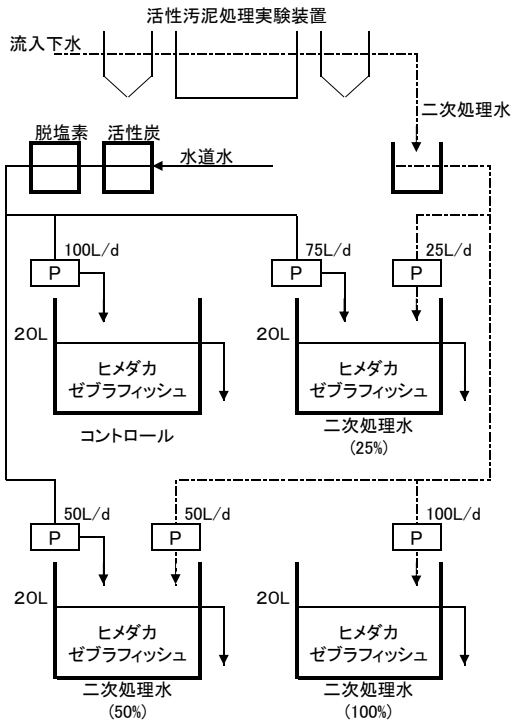 活性汚泥処理実験装置
流入下水
二次処理水
脱塩素
活性炭
水道水
100L/d
75L/d
25L/d
P
P
P
20L
20L
ヒメダカ
ゼブラフィッシュ
ヒメダカ
ゼブラフィッシュ
コントロール
二次処理水
(25%)
50L/d
50L/d
100L/d
P
P
P
20L
20L
ヒメダカ
ゼブラフィッシュ
ヒメダカ
ゼブラフィッシュ
二次処理水
(50%)
二次処理水
(100%)